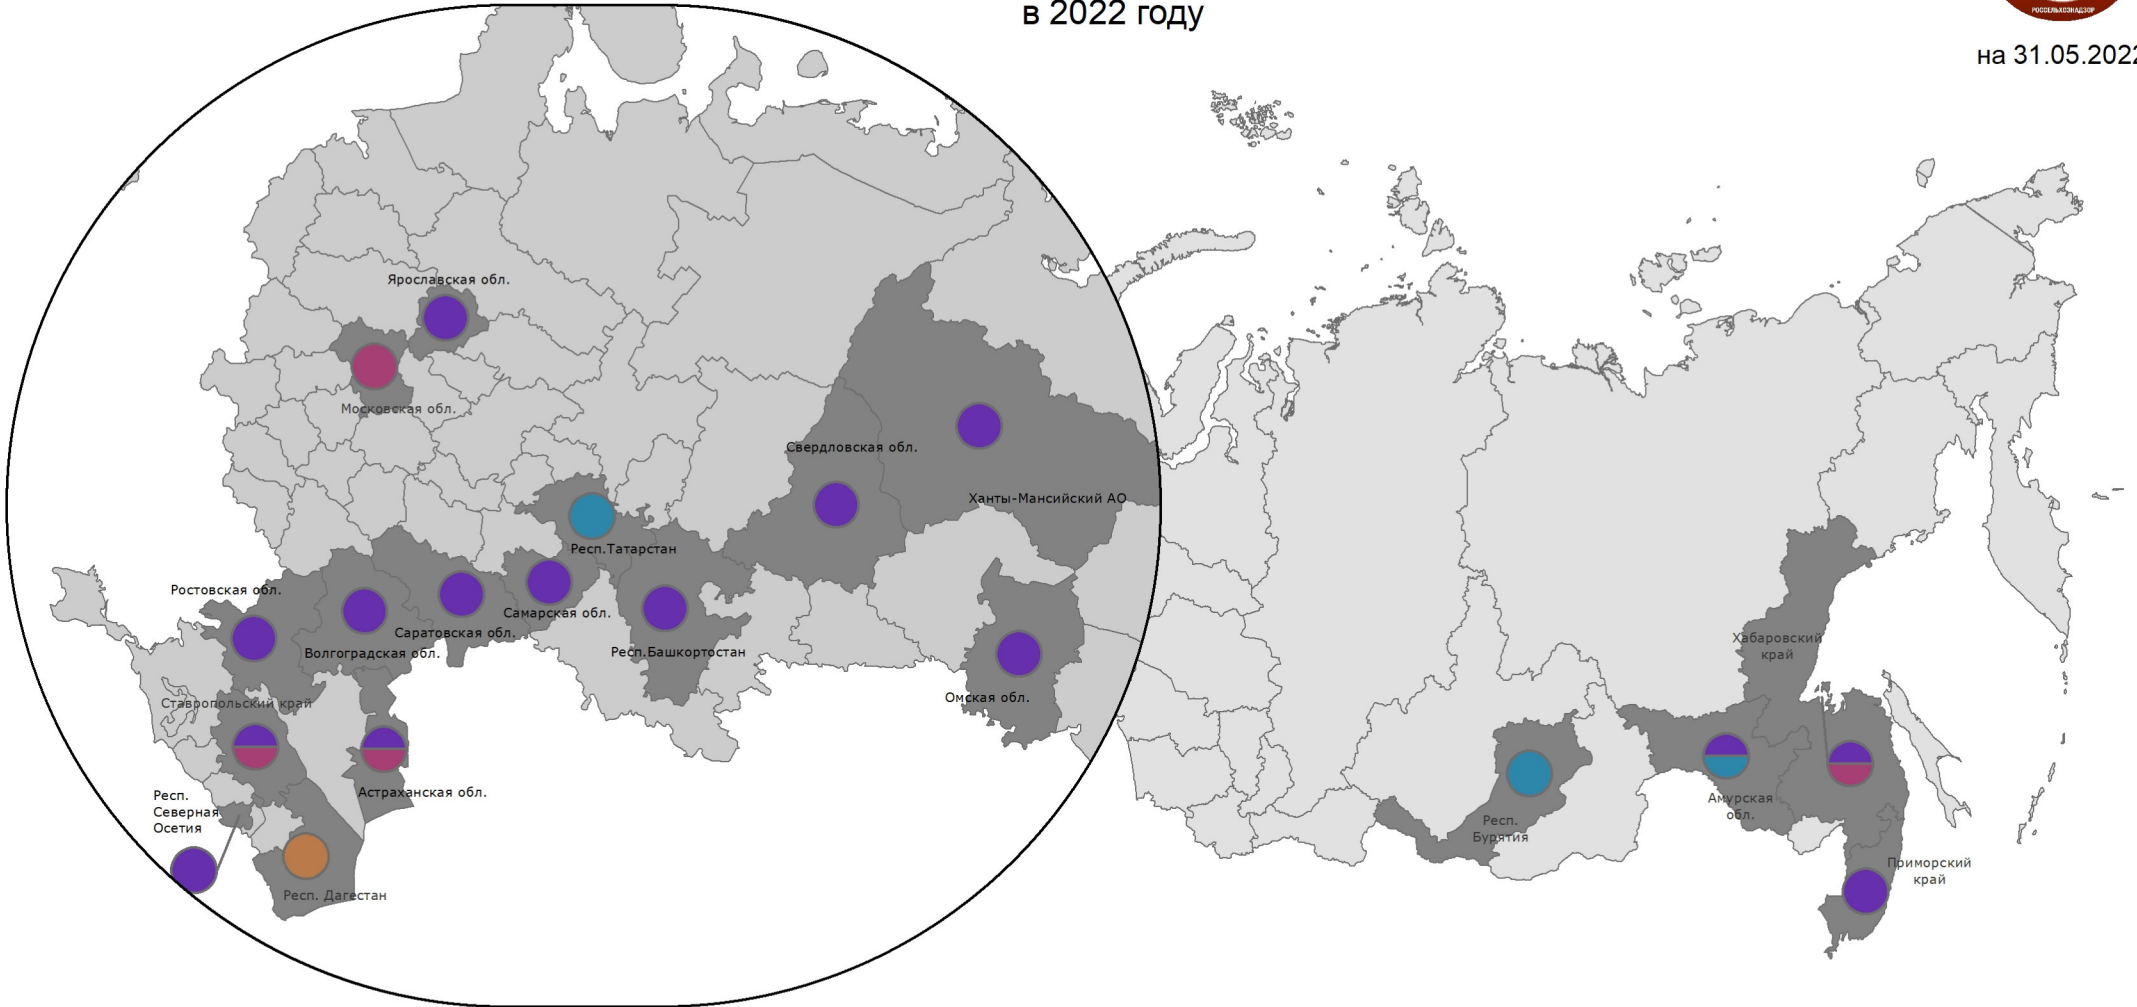 в 2022 году
РОССЕЛЬХОЗНАДЗОР
на 31.05.2022
Ярославская обл.
Московская обл.
Свердловская обл.
Ханты-Мансийский АО
Респ.Татарстан
Ростовская обл.
Самарская обл.
Саратовская обл.
Волгоградская обл.
Респ.Башкортостан
Хабаровский
край
Омская обл.
Ставропольский край
Астраханская обл.
Респ.
Северная
Осетия
Амурская
обл.
Респ.
Бурятия
Приморский
край
Респ. Дагестан